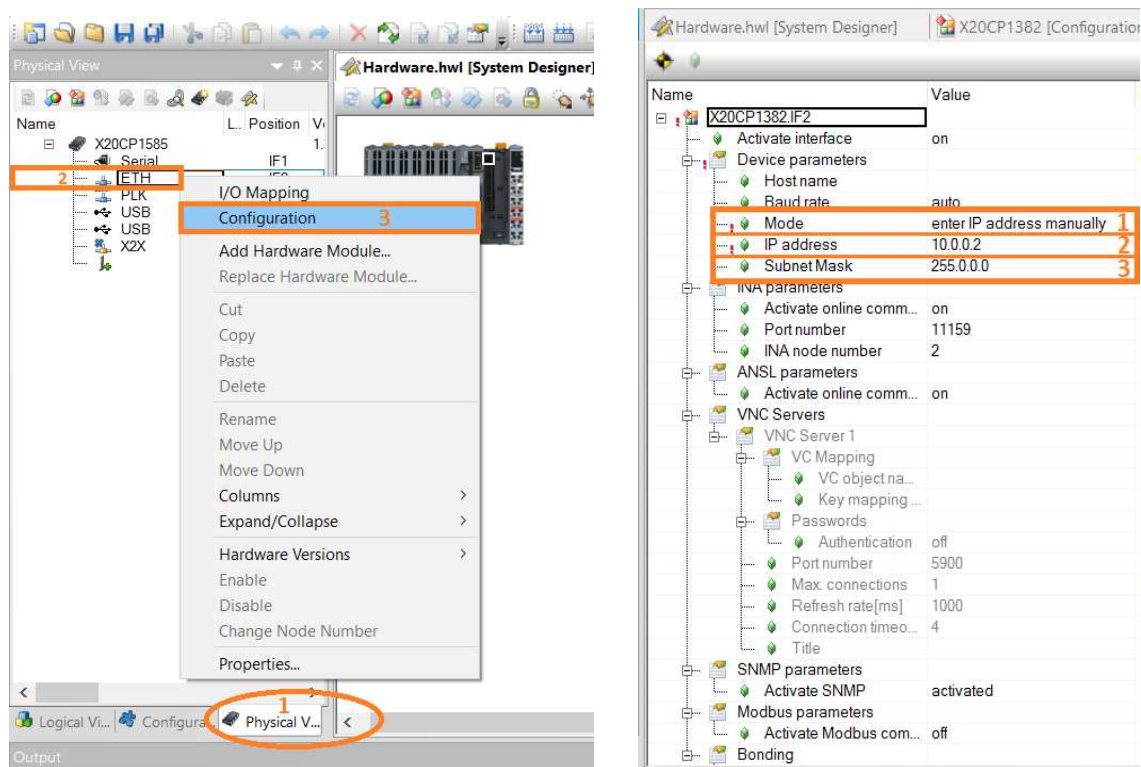 Physical View
Hardware.hwl [System Designer]
Name L.. Position V
X20CP1585 1.
Serial IF1
2 ETH
PLK
USB
USB
X2X
I/O Mapping
Configuration 3
Add Hardware Module...
Replace Hardware Module...
Cut
Copy
Paste
Delete
Rename
Move Up
Move Down
Columns >
Expand/Collapse >
Hardware Versions >
Enable
Disable
Change Node Number
Properties...
1
Logical Vi... Configura... Physical V...
Output
Hardware.hwl [System Designer] X20CP1382 [Configuration
Name Value
X20CP1382.IF2
Activate interface on
Device parameters
Host name
Baud rate auto
Mode enter IP address manually 1
IP address 10.0.0.2 2
Subnet Mask 255.0.0.0 3
INA parameters
Activate online comm... on
Port number 11159
INA node number 2
ANSL parameters
Activate online comm... on
VNC Servers
VNC Server 1
VC Mapping
VC object na...
Key mapping ...
Passwords
Authentication off
Port number 5900
Max. connections 1
Refresh rate[ms] 1000
Connection timeo... 4
Title
SNMP parameters
Activate SNMP activated
Modbus parameters
Activate Modbus com... off
Bonding